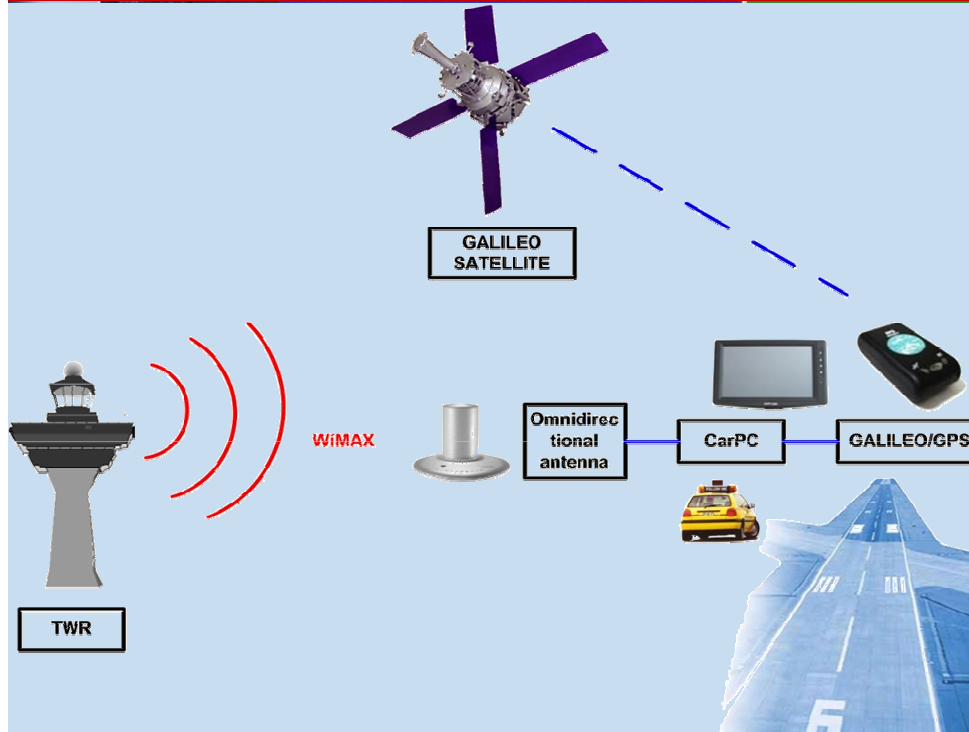 GALILEO
SATELLITE
WiMAX
Omnidirec
tional
antenna
CarPC
GALILEO/GPS
TWR